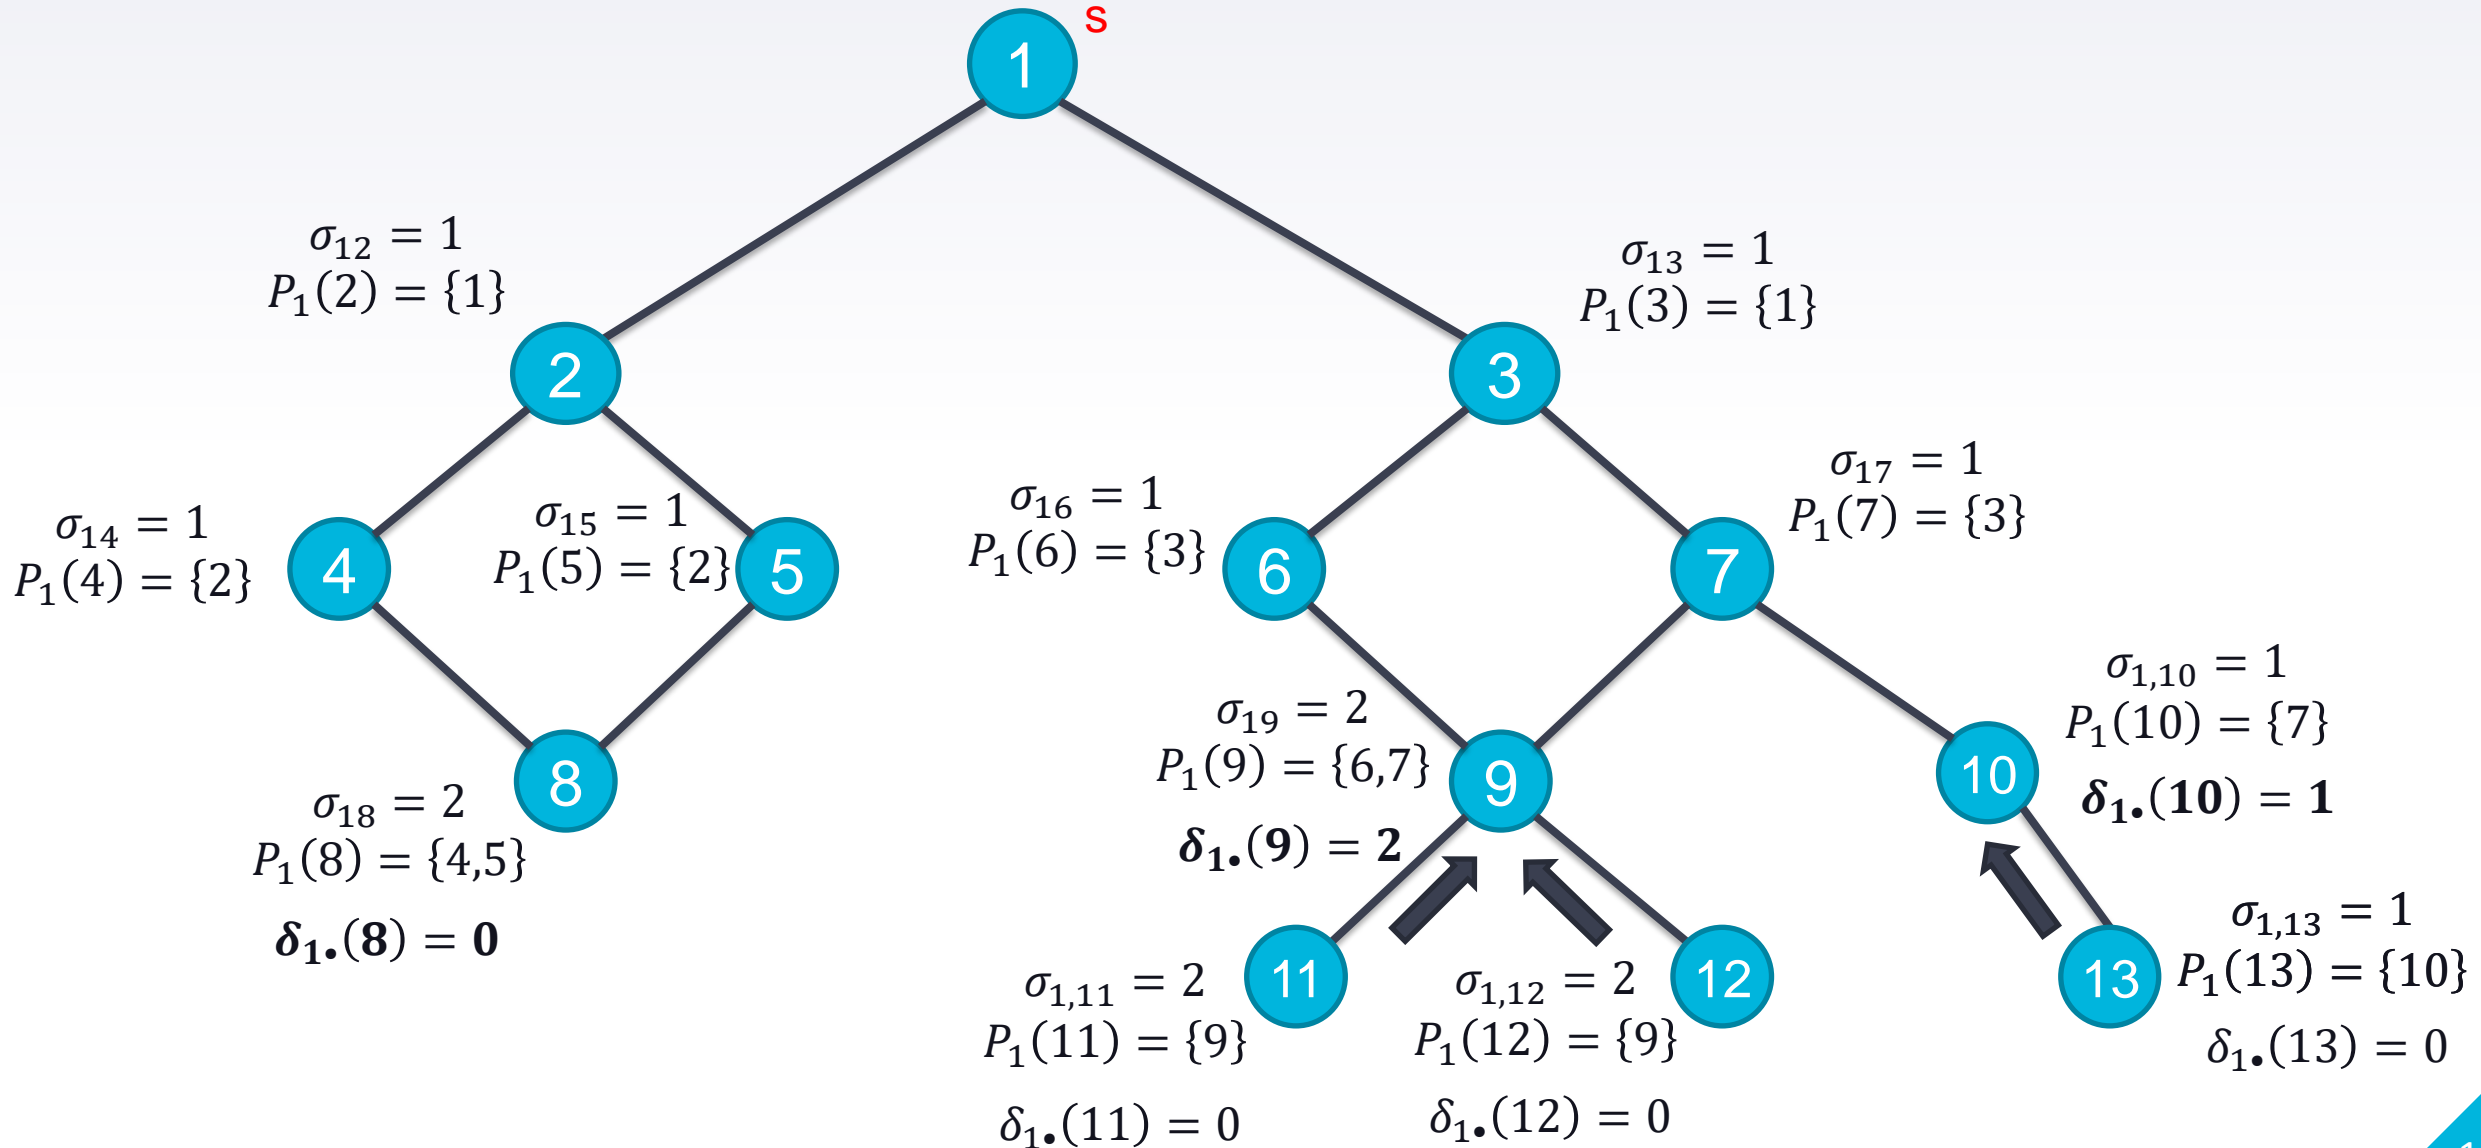 1
s
σ₁₂ = 1
P₁(2) = {1}
σ₁₃ = 1
P₁(3) = {1}
2
3
σ₁₄ = 1
P₁(4) = {2}
4
σ₁₅ = 1
P₁(5) = {2}
5
σ₁₆ = 1
P₁(6) = {3}
6
7
σ₁₇ = 1
P₁(7) = {3}
8
σ₁₈ = 2
P₁(8) = {4,5}
δ₁•(8) = 0
σ₁₉ = 2
P₁(9) = {6,7}
δ₁•(9) = 2
9
10
σ₁,₁₀ = 1
P₁(10) = {7}
δ₁•(10) = 1
σ₁,₁₁ = 2
P₁(11) = {9}
δ₁•(11) = 0
11
σ₁,₁₂ = 2
P₁(12) = {9}
δ₁•(12) = 0
12
13
σ₁,₁₃ = 1
P₁(13) = {10}
δ₁•(13) = 0